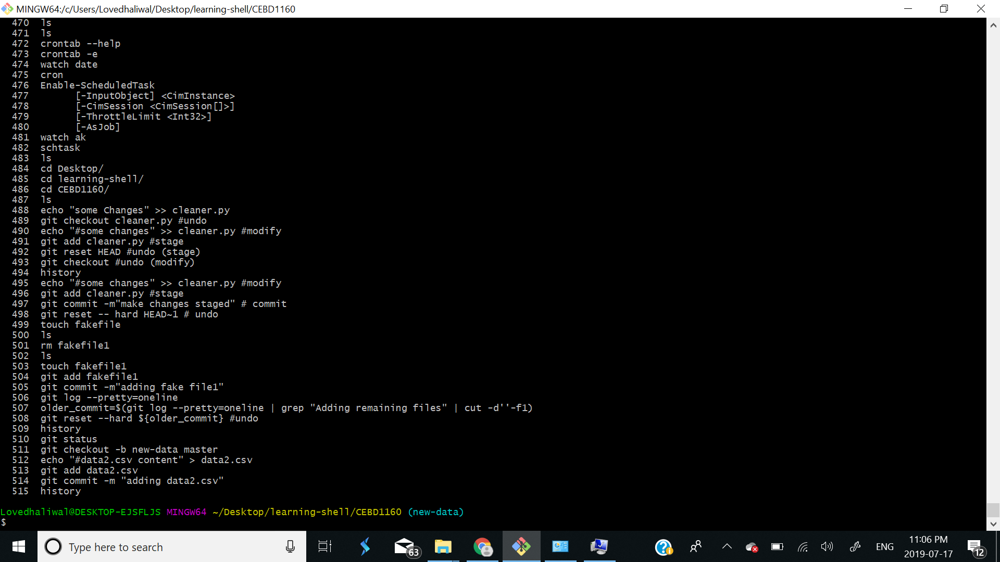 MINGW64:/c/Users/Lovedhaliwal/Desktop/learning-shell/CEBD1160
470 ls
471 ls
472 crontab --help
473 crontab -e
474 watch date
475 cron
476 Enable-ScheduledTask
477 [-InputObject] <CimInstance>
478 [-CimSession <CimSession[]>]
479 [-ThrottleLimit <Int32>]
480 [-AsJob]
481 watch ak
482 schtask
483 ls
484 cd Desktop/
485 cd learning-shell/
486 cd CEBD1160/
487 ls
488 echo "some Changes" >> cleaner.py
489 git checkout cleaner.py #undo
490 echo "#some changes" >> cleaner.py #modify
491 git add cleaner.py #stage
492 git reset HEAD #undo (stage)
493 git checkout #undo (modify)
494 history
495 echo "#some changes" >> cleaner.py #modify
496 git add cleaner.py #stage
497 git commit -m"make changes staged" # commit
498 git reset -- hard HEAD~1 # undo
499 touch fakefile
500 ls
501 rm fakefile1
502 ls
503 touch fakefile1
504 git add fakefile1
505 git commit -m"adding fake file1"
506 git log --pretty=oneline
507 older_commit=$(git log --pretty=oneline | grep "Adding remaining files" | cut -d''-f1)
508 git reset --hard ${older_commit} #undo
509 history
510 git status
511 git checkout -b new-data master
512 echo "#data2.csv content" > data2.csv
513 git add data2.csv
514 git commit -m "adding data2.csv"
515 history
Lovedhaliwal@DESKTOP-EJSFLJS MINGW64 ~/Desktop/learning-shell/CEBD1160 (new-data)
$
Type here to search
63
ENG
11:06 PM
2019-07-17
12